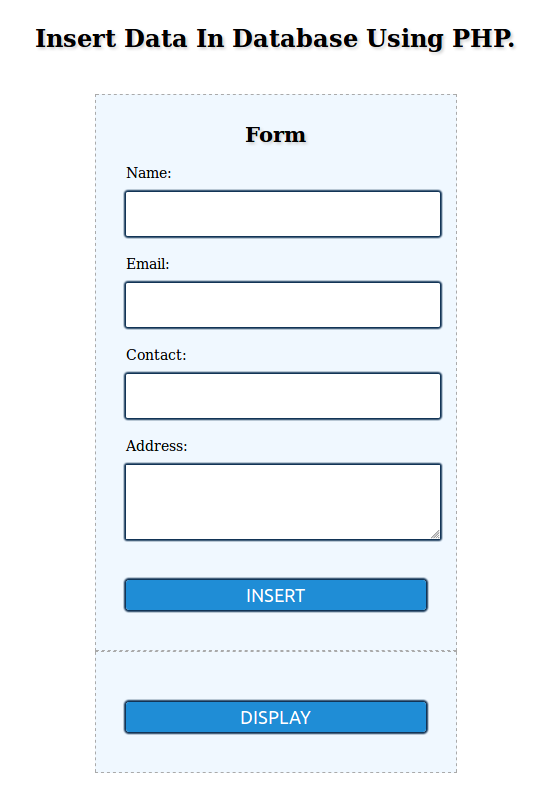 Insert Data In Database Using PHP.
Form
Name:
Email:
Contact:
Address:
INSERT
DISPLAY